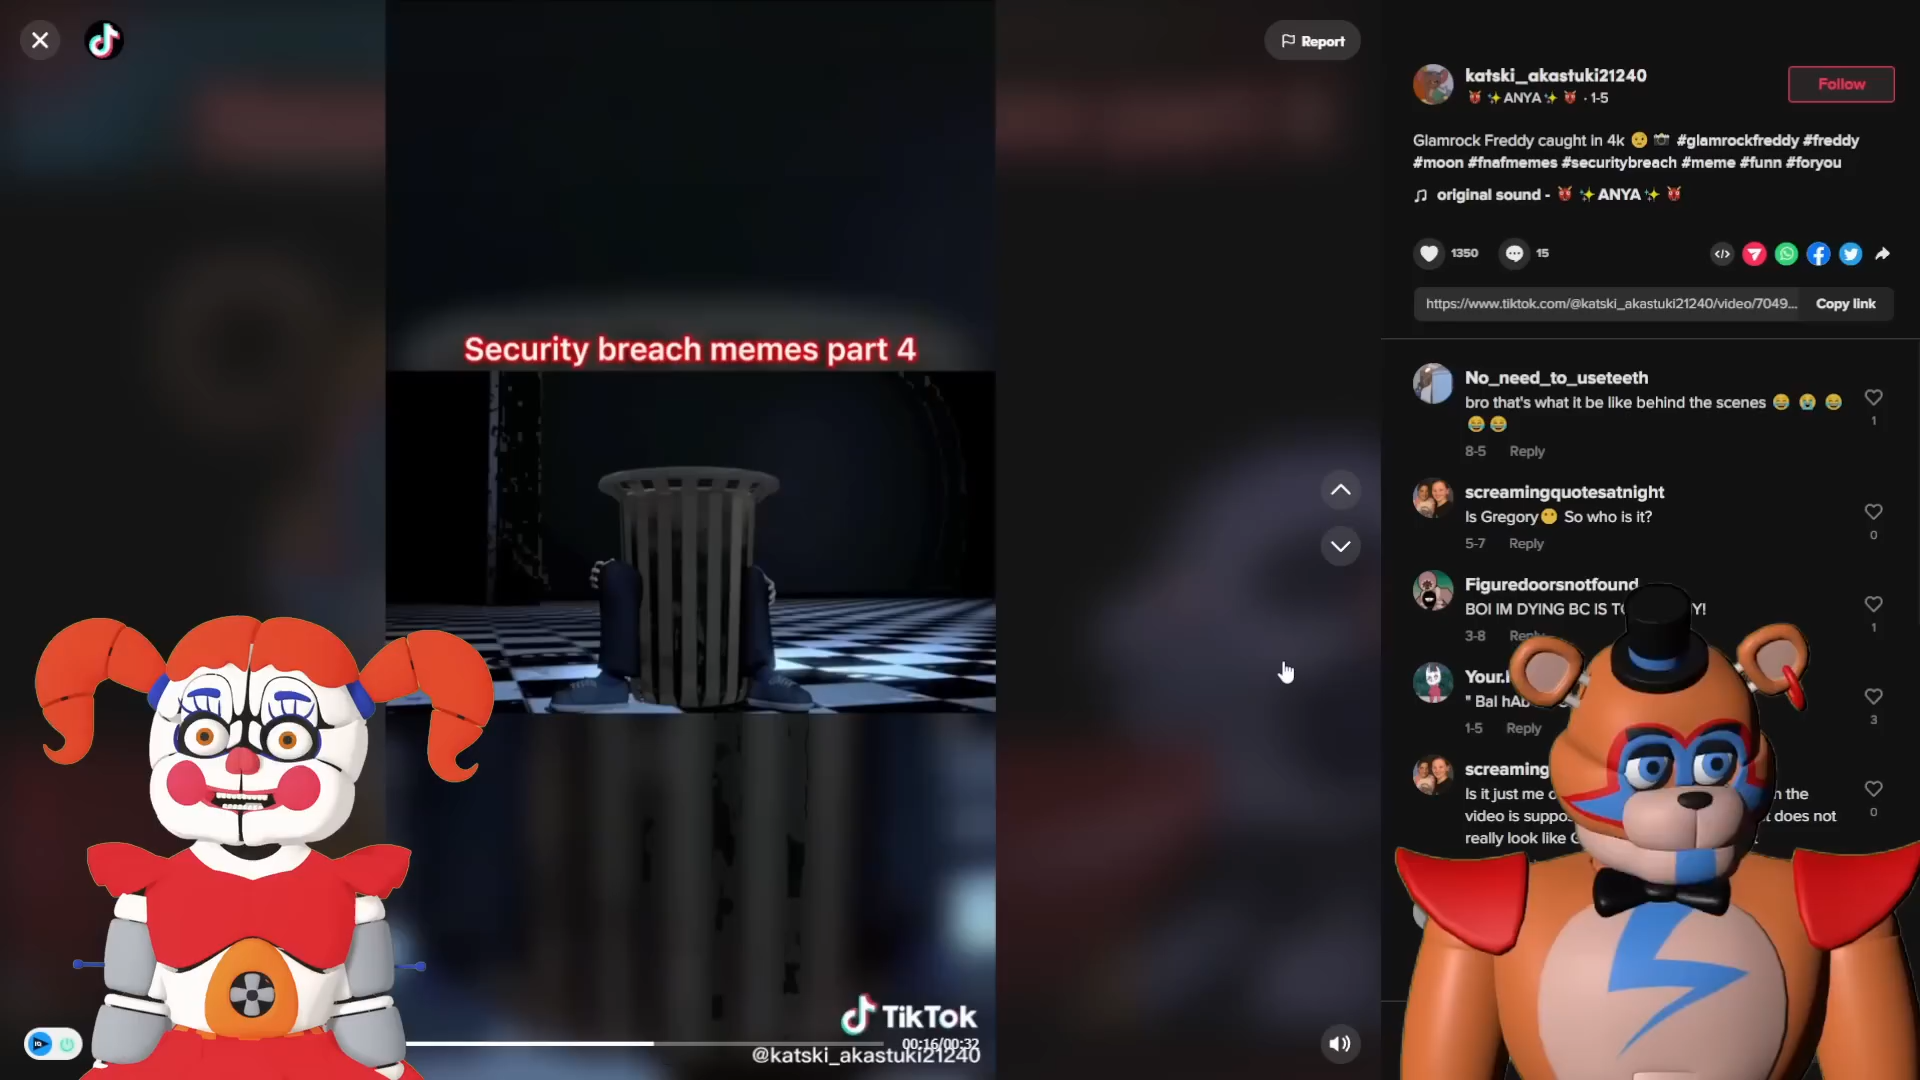 Report
katski_akastuki21240
ANYA · 1-5
Follow
Glamrock Freddy caught in 4k #glamrockfreddy #freddy
#moon #fnafmemes #securitybreach #meme #funn #foryou
original sound - ANYA
1350
15
https://www.tiktok.com/@katski_akastuki21240/video/7049...
Copy link
Security breach memes part 4
No_need_to_useteeth
bro that's what it be like behind the scenes
1
8-5 Reply
screamingquotesatnight
Is Gregory😶 So who is it?
0
5-7 Reply
Figuredoorsnotfound
BOI IM DYING BC IS
1
3-8
Your.
" Bal
3
1-5 Reply
screaming
Is it just me the
video is does not
0
really look like
TikTok
00:16/00:32
@katski_akastuki21240